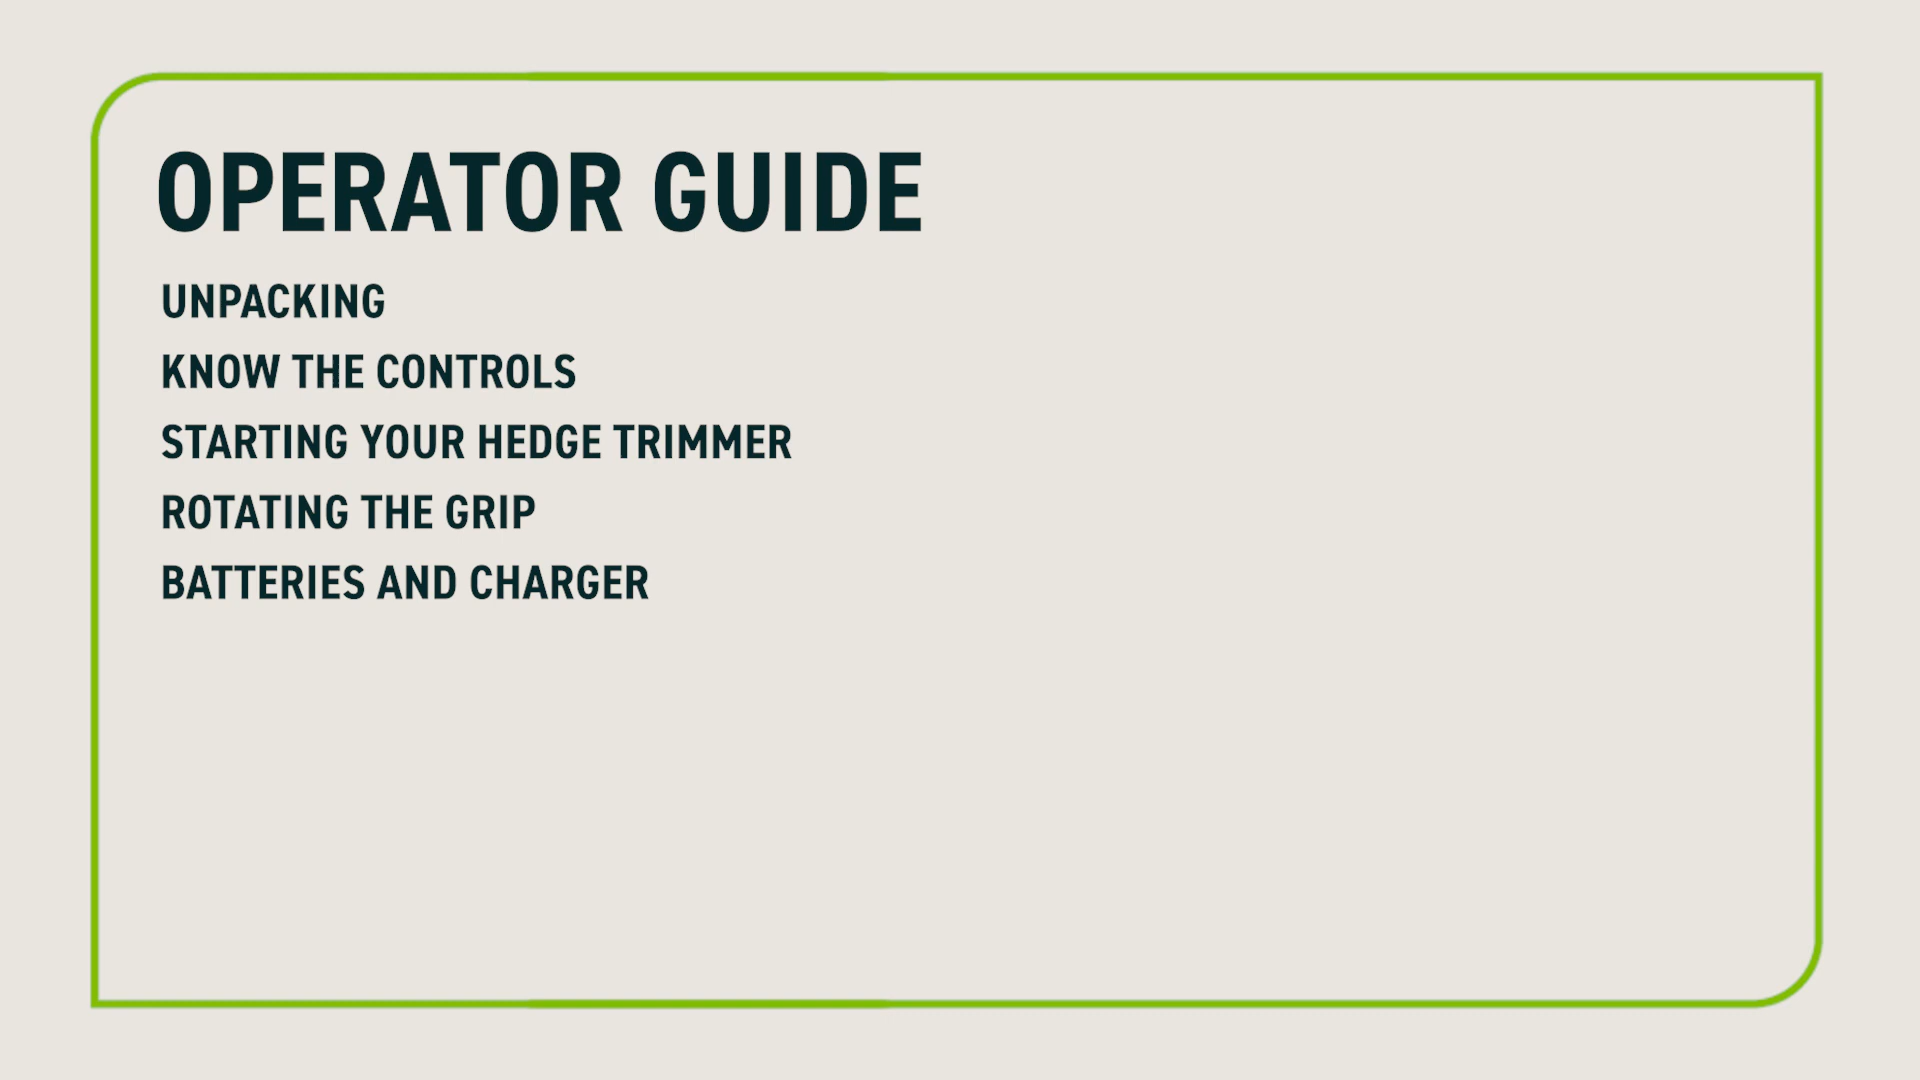 OPERATOR GUIDE
UNPACKING
KNOW THE CONTROLS
STARTING YOUR HEDGE TRIMMER
ROTATING THE GRIP
BATTERIES AND CHARGER